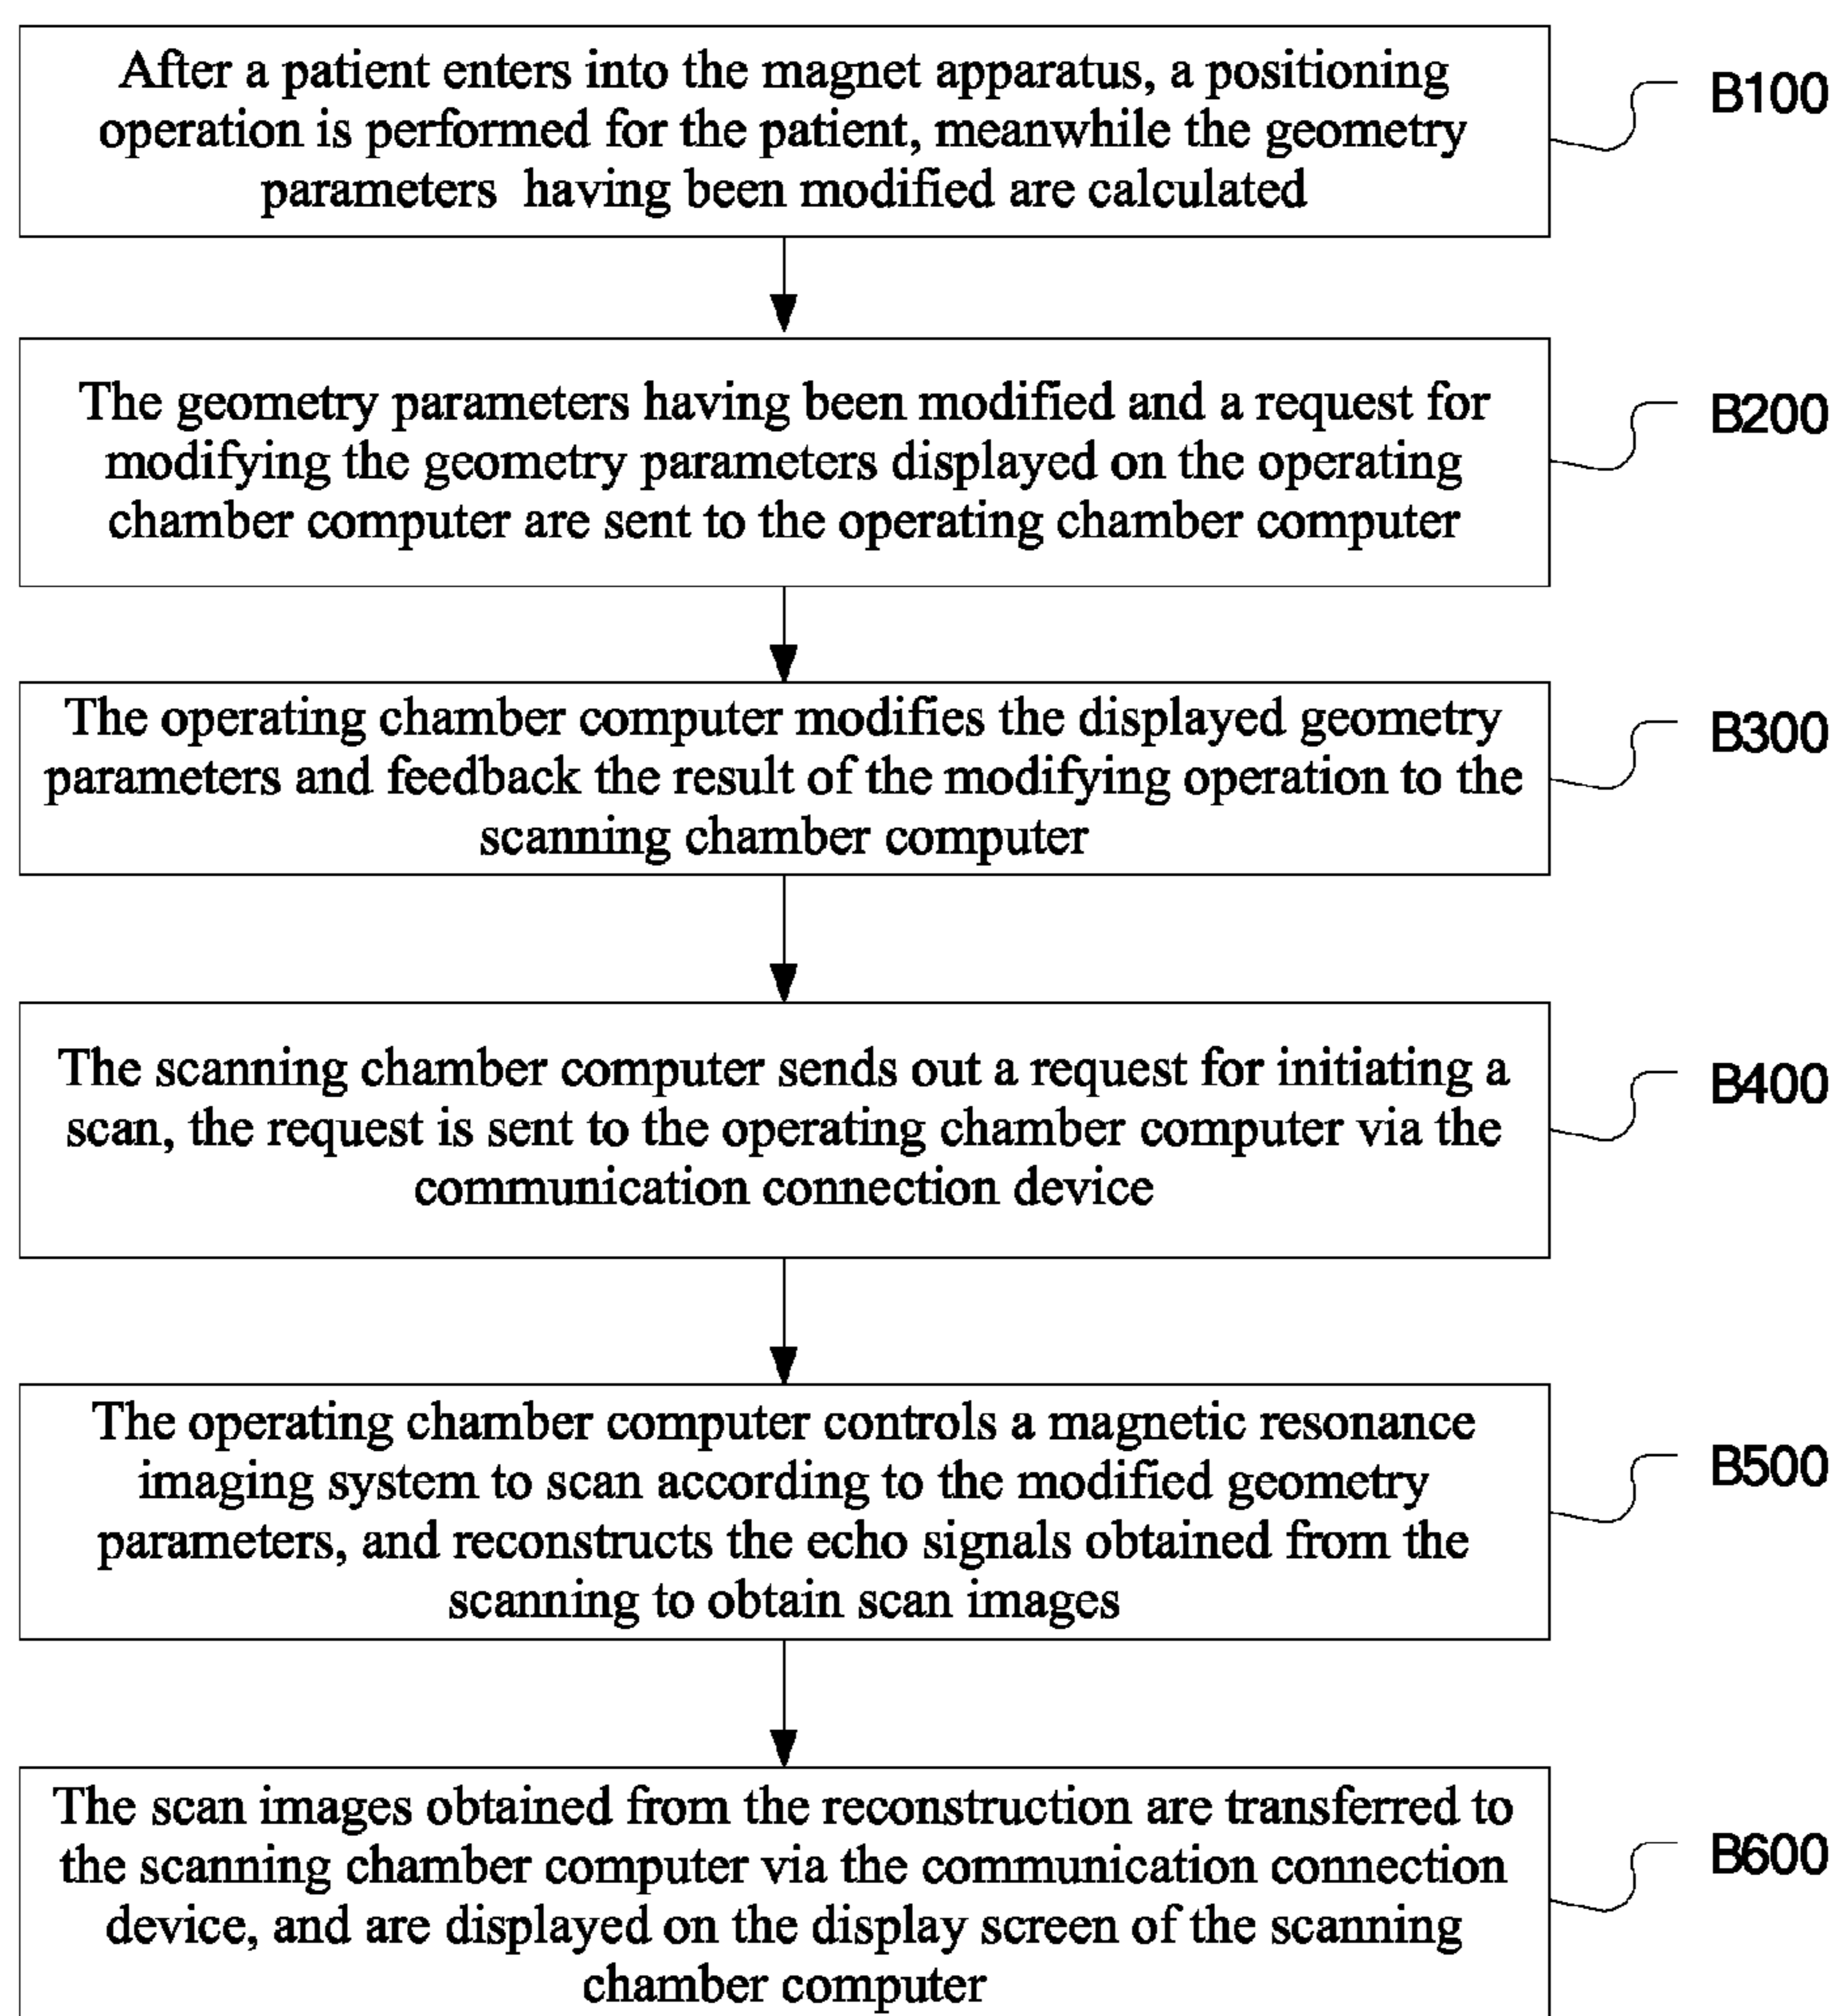 After a patient enters into the magnet apparatus, a positioning
operation is performed for the patient, meanwhile the geometry
parameters having been modified are calculated
B100
The geometry parameters having been modified and a request for
modifying the geometry parameters displayed on the operating
chamber computer are sent to the operating chamber computer
B200
The operating chamber computer modifies the displayed geometry
parameters and feedback the result of the modifying operation to the
scanning chamber computer
B300
The scanning chamber computer sends out a request for initiating a
scan, the request is sent to the operating chamber computer via the
communication connection device
B400
The operating chamber computer controls a magnetic resonance
imaging system to scan according to the modified geometry
parameters, and reconstructs the echo signals obtained from the
scanning to obtain scan images
B500
The scan images obtained from the reconstruction are transferred to
the scanning chamber computer via the communication connection
device, and are displayed on the display screen of the scanning
chamber computer
B600